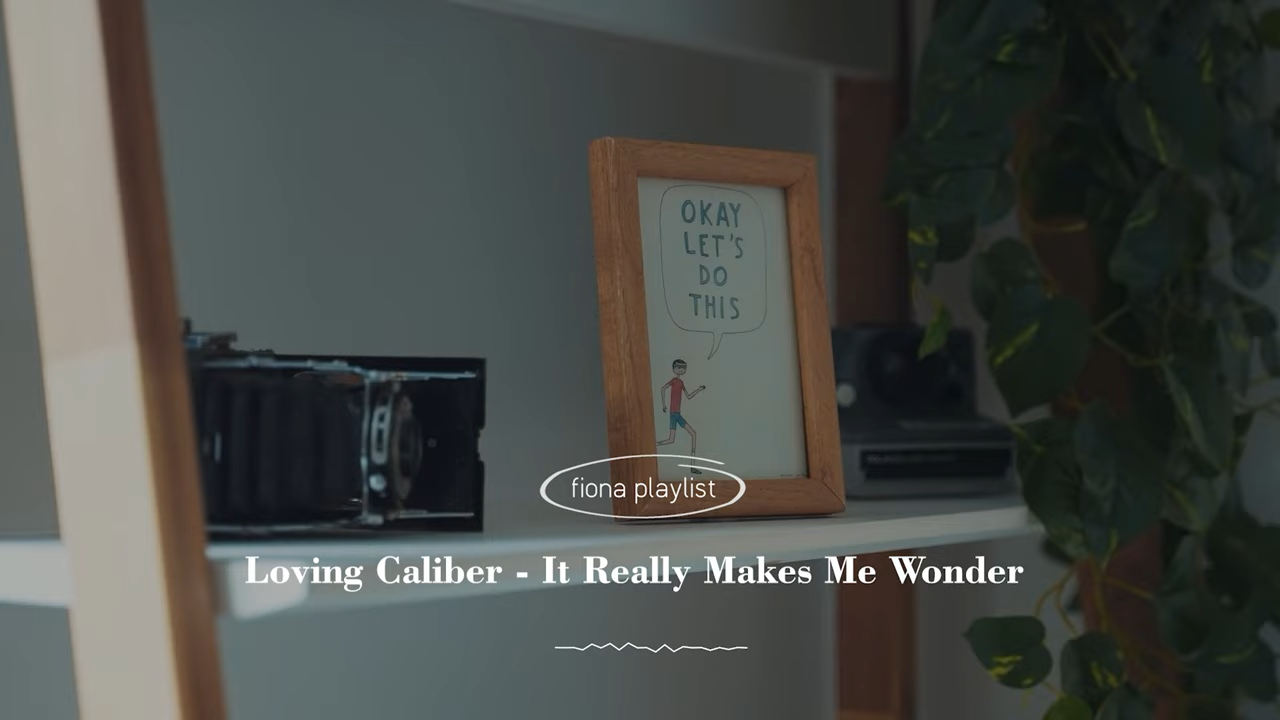 OKAY
LET'S
DO
THIS
fiona playlist
Loving Caliber - It Really Makes Me Wonder